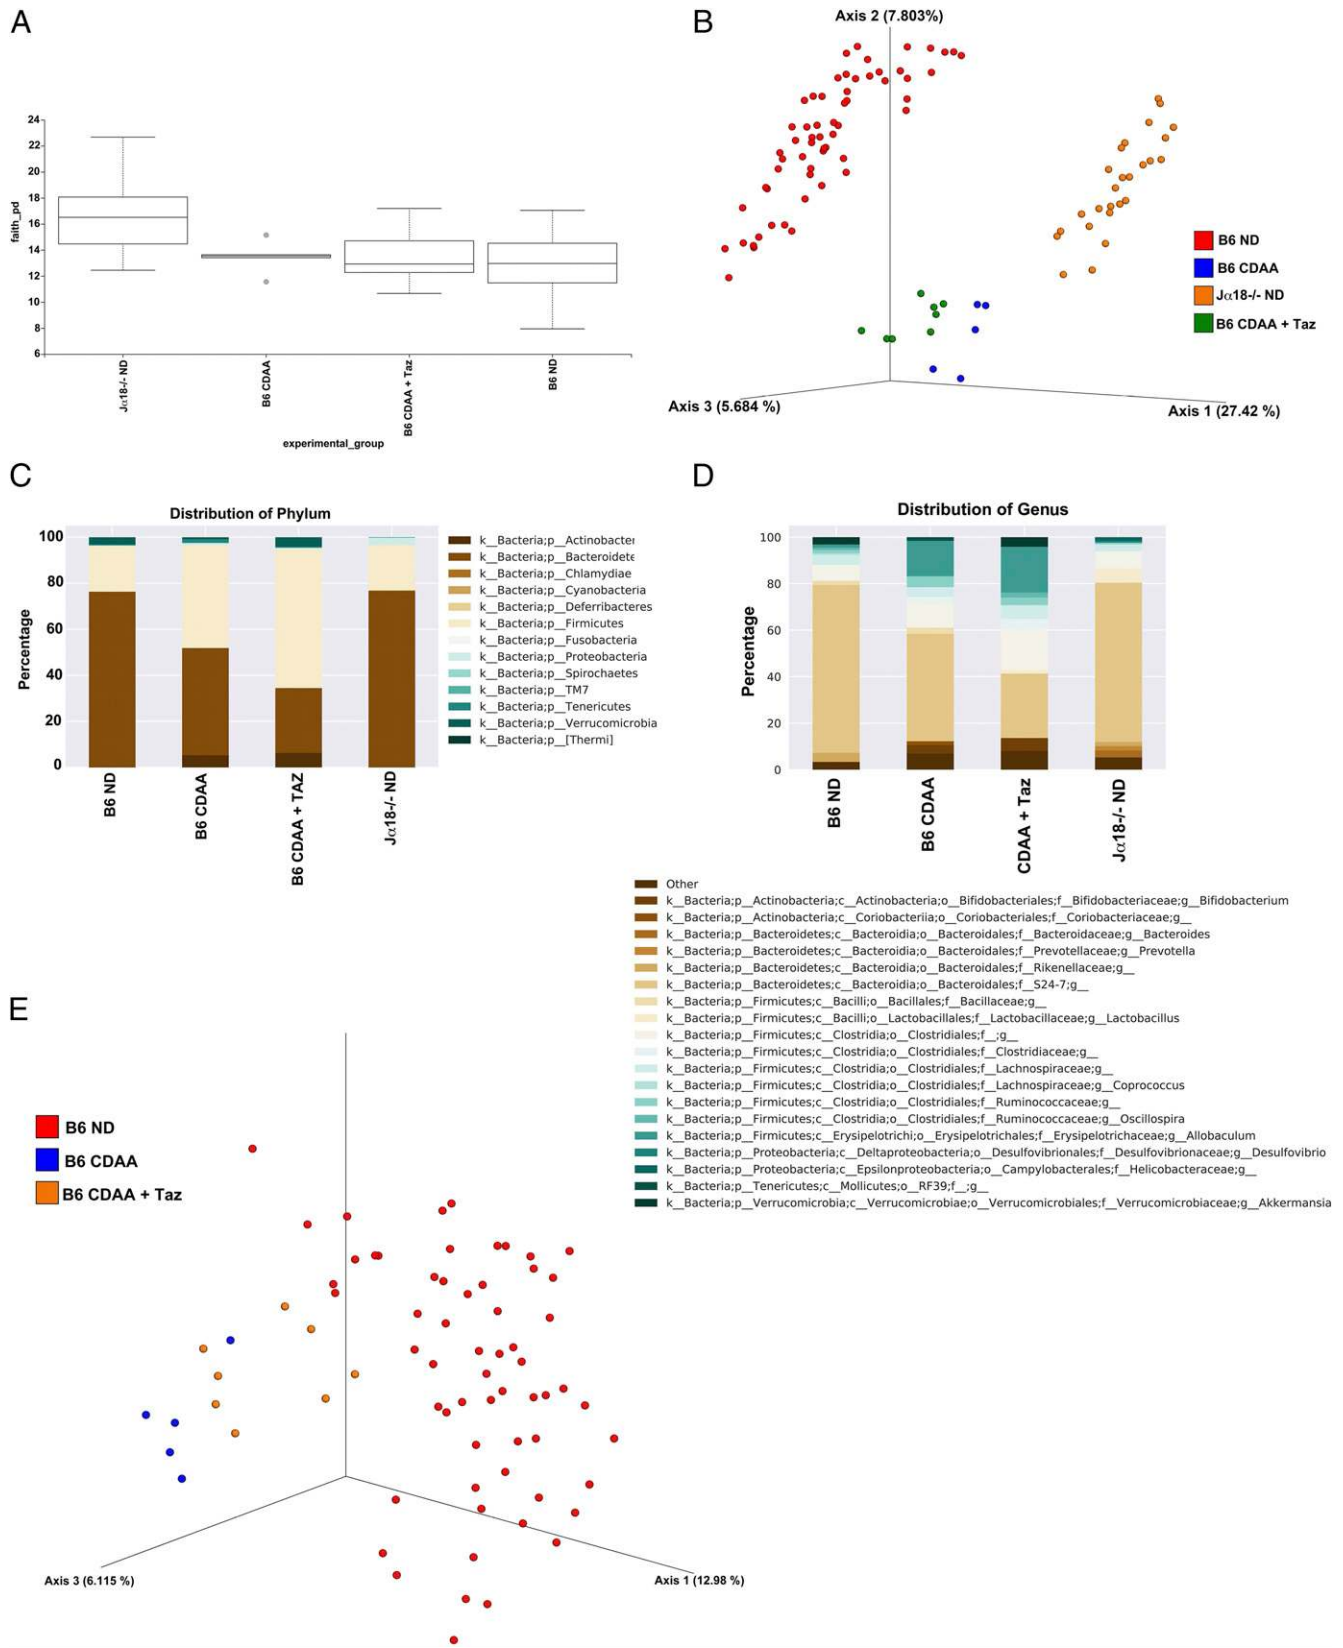 A
24
22
20
18
16
14
12
10
8
6
faith_pd
Jα18-/- ND
B6 CDAA
B6 CDAA + Taz
B6 ND
experimental_group
B
Axis 2 (7.803%)
B6 ND
B6 CDAA
Jα18-/- ND
B6 CDAA + Taz
Axis 3 (5.684 %)
Axis 1 (27.42 %)
C
Distribution of Phylum
100
80
60
40
20
0
Percentage
B6 ND
B6 CDAA
B6 CDAA + TAZ
Jα18-/- ND
k__Bacteria;p__Actinobacter
k__Bacteria;p__Bacteroidete
k__Bacteria;p__Chlamydiae
k__Bacteria;p__Cyanobacteria
k__Bacteria;p__Deferribacteres
k__Bacteria;p__Firmicutes
k__Bacteria;p__Fusobacteria
k__Bacteria;p__Proteobacteria
k__Bacteria;p__Spirochaetes
k__Bacteria;p__TM7
k__Bacteria;p__Tenericutes
k__Bacteria;p__Verrucomicrobia
k__Bacteria;p__[Thermi]
D
Distribution of Genus
100
80
60
40
20
0
Percentage
B6 ND
B6 CDAA
CDAA + Taz
Jα18-/- ND
Other
k__Bacteria;p__Actinobacteria;c__Actinobacteria;o__Bifidobacteriales;f__Bifidobacteriaceae;g__Bifidobacterium
k__Bacteria;p__Actinobacteria;c__Coriobacteriia;o__Coriobacteriales;f__Coriobacteriaceae;g__
k__Bacteria;p__Bacteroidetes;c__Bacteroidia;o__Bacteroidales;f__Bacteroidaceae;g__Bacteroides
k__Bacteria;p__Bacteroidetes;c__Bacteroidia;o__Bacteroidales;f__Prevotellaceae;g__Prevotella
k__Bacteria;p__Bacteroidetes;c__Bacteroidia;o__Bacteroidales;f__Rikenellaceae;g__
k__Bacteria;p__Bacteroidetes;c__Bacteroidia;o__Bacteroidales;f__S24-7;g__
k__Bacteria;p__Firmicutes;c__Bacilli;o__Bacillales;f__Bacillaceae;g__
k__Bacteria;p__Firmicutes;c__Bacilli;o__Lactobacillales;f__Lactobacillaceae;g__Lactobacillus
k__Bacteria;p__Firmicutes;c__Clostridia;o__Clostridiales;f__;g__
k__Bacteria;p__Firmicutes;c__Clostridia;o__Clostridiales;f__Clostridiaceae;g__
k__Bacteria;p__Firmicutes;c__Clostridia;o__Clostridiales;f__Lachnospiraceae;g__
k__Bacteria;p__Firmicutes;c__Clostridia;o__Clostridiales;f__Lachnospiraceae;g__Coprococcus
k__Bacteria;p__Firmicutes;c__Clostridia;o__Clostridiales;f__Ruminococcaceae;g__
k__Bacteria;p__Firmicutes;c__Clostridia;o__Clostridiales;f__Ruminococcaceae;g__Oscillospira
k__Bacteria;p__Firmicutes;c__Erysipelotrichi;o__Erysipelotrichales;f__Erysipelotrichaceae;g__Allobaculum
k__Bacteria;p__Proteobacteria;c__Deltaproteobacteria;o__Desulfovibrionales;f__Desulfovibrionaceae;g__Desulfovibrio
k__Bacteria;p__Proteobacteria;c__Epsilonproteobacteria;o__Campylobacterales;f__Helicobacteraceae;g__
k__Bacteria;p__Tenericutes;c__Mollicutes;o__RF39;f__;g__
k__Bacteria;p__Verrucomicrobia;c__Verrucomicrobiae;o__Verrucomicrobiales;f__Verrucomicrobiaceae;g__Akkermansia
E
B6 ND
B6 CDAA
B6 CDAA + Taz
Axis 3 (6.115 %)
Axis 1 (12.98 %)